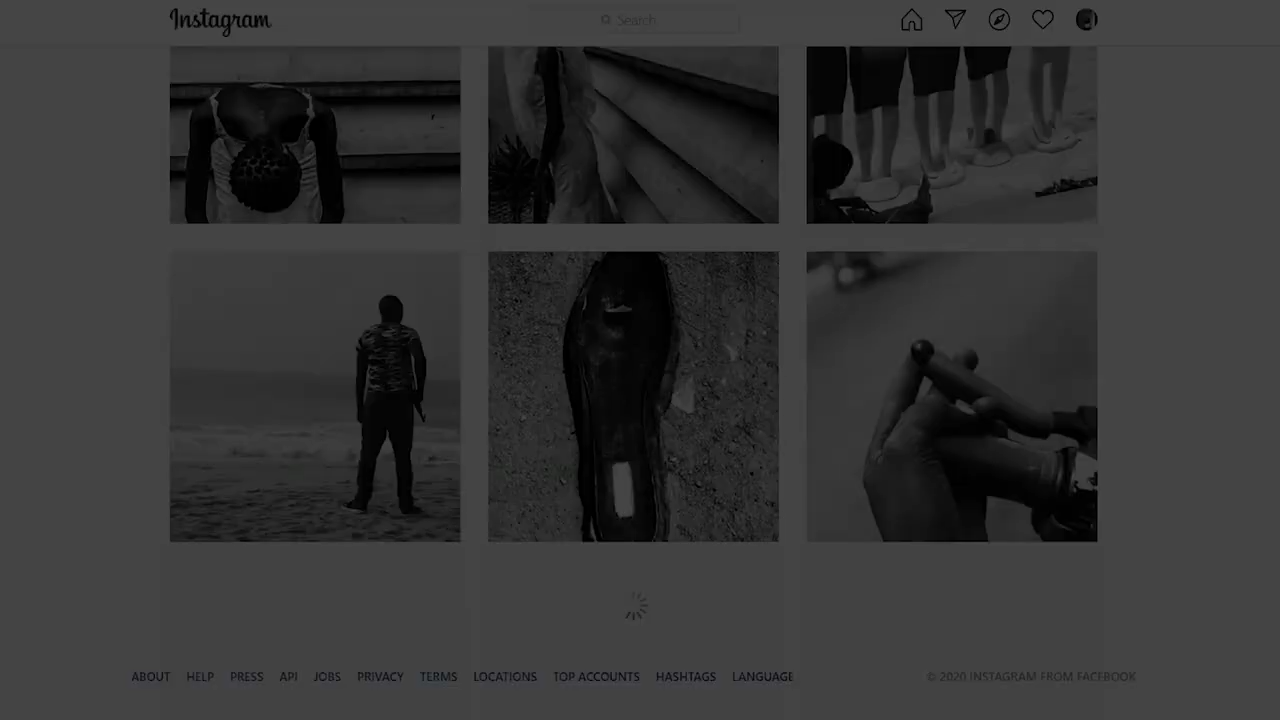 Instagram
Search
ABOUT HELP PRESS API JOBS PRIVACY TERMS LOCATIONS TOP ACCOUNTS HASHTAGS LANGUAGE
© 2020 INSTAGRAM FROM FACEBOOK